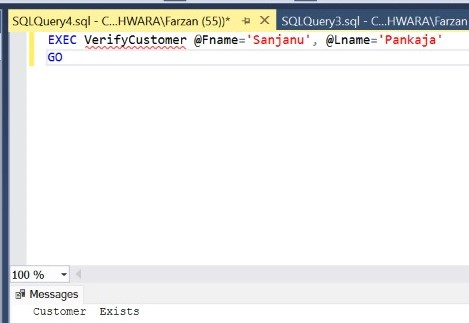 SQLQuery4.sql - C...HWARA\Farzan (55))* SQLQuery3.sql - C...HWARA\Farzan
EXEC VerifyCustomer @Fname='Sanjanu', @Lname='Pankaja'
GO
100 %
Messages
Customer  Exists